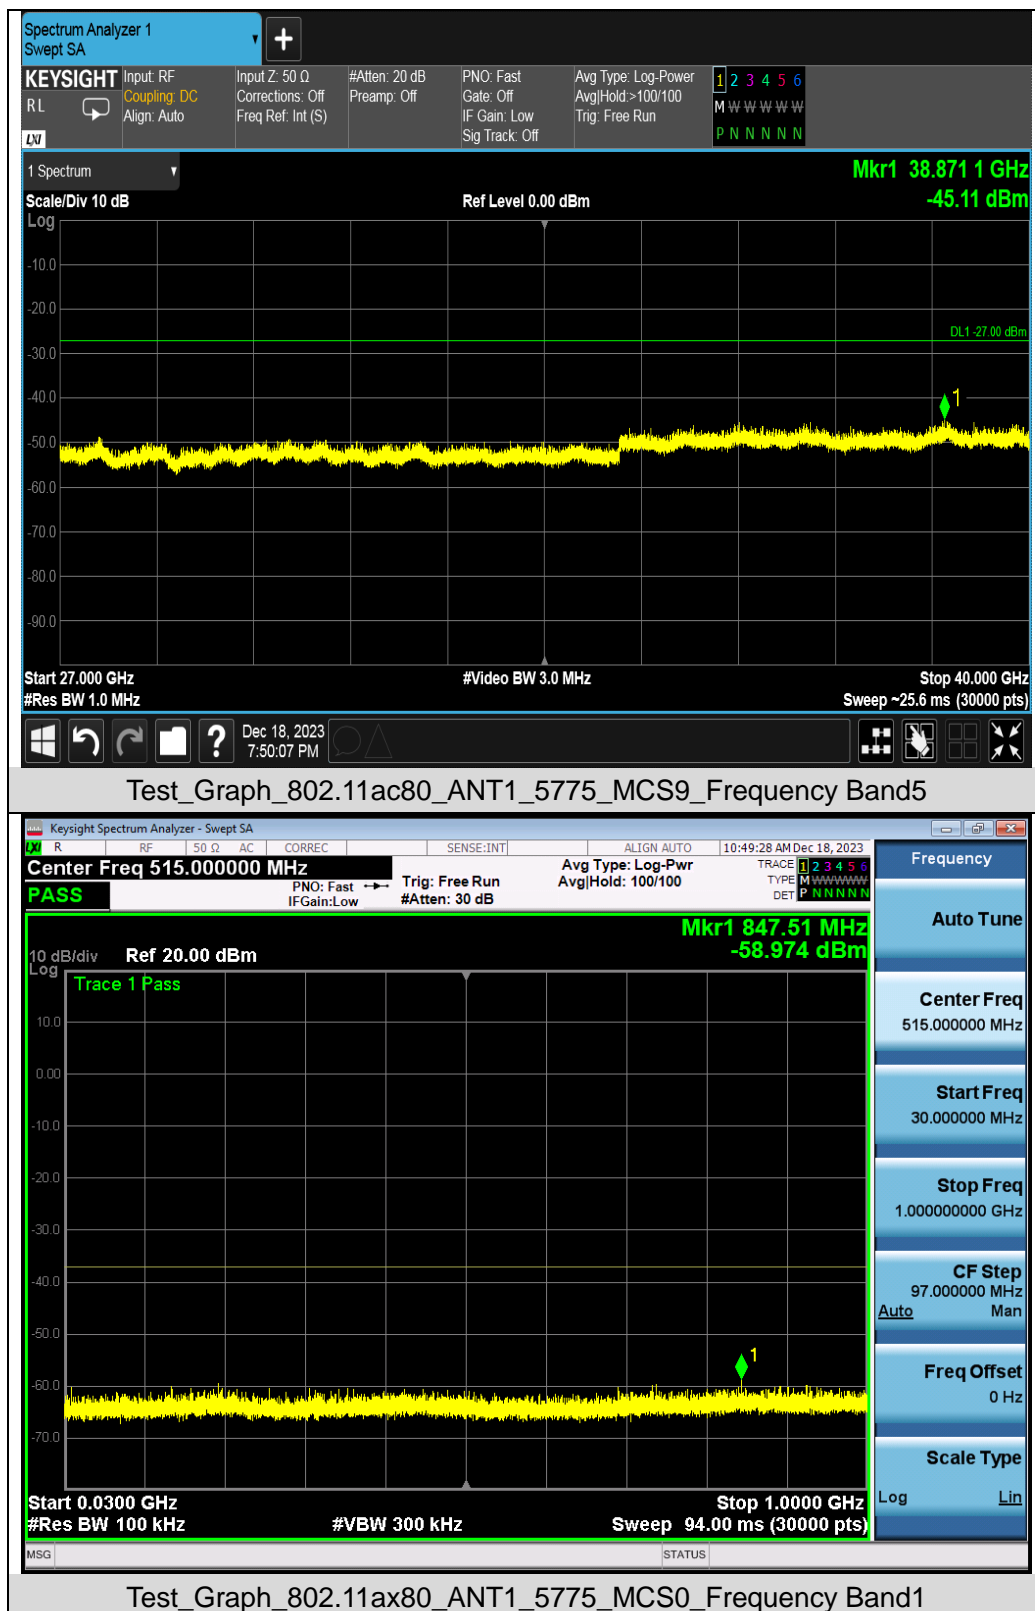 Spectrum Analyzer 1
Swept SA
KEYSIGHT
R L
LXI
Input: RF
Coupling: DC
Align: Auto
Input Z: 50 Ω
Corrections: Off
Freq Ref: Int (S)
#Atten: 20 dB
Preamp: Off
PNO: Fast
Gate: Off
IF Gain: Low
Sig Track: Off
Avg Type: Log-Power
Avg|Hold:>100/100
Trig: Free Run
1 2 3 4 5 6
M W W W W W
P N N N N N
1 Spectrum
Mkr1 38.871 1 GHz
Scale/Div 10 dB
Ref Level 0.00 dBm
-45.11 dBm
Log
-10.0
-20.0
DL1 -27.00 dBm
-30.0
-40.0
1
-50.0
-60.0
-70.0
-80.0
-90.0
Start 27.000 GHz
#Video BW 3.0 MHz
Stop 40.000 GHz
#Res BW 1.0 MHz
Sweep ~25.6 ms (30000 pts)
?
Dec 18, 2023
7:50:07 PM
Test_Graph_802.11ac80_ANT1_5775_MCS9_Frequency Band5
Keysight Spectrum Analyzer - Swept SA
LXI R RF 50 Ω AC CORREC SENSE:INT ALIGN AUTO 10:49:28 AM Dec 18, 2023
Center Freq 515.000000 MHz
PASS
PNO: Fast
IFGain:Low
Trig: Free Run
#Atten: 30 dB
Avg Type: Log-Pwr
Avg|Hold: 100/100
TRACE 1 2 3 4 5 6
TYPE M W W W W W
DET P N N N N N
Frequency
Mkr1 847.51 MHz
-58.974 dBm
10 dB/div
Ref 20.00 dBm
Log
Trace 1 Pass
10.0
0.00
-10.0
-20.0
-30.0
-40.0
-50.0
1
-60.0
-70.0
Start 0.0300 GHz
Stop 1.0000 GHz
#Res BW 100 kHz
#VBW 300 kHz
Sweep 94.00 ms (30000 pts)
MSG
STATUS
Auto Tune
Center Freq
515.000000 MHz
Start Freq
30.000000 MHz
Stop Freq
1.000000000 GHz
CF Step
97.000000 MHz
Auto Man
Freq Offset
0 Hz
Scale Type
Log Lin
Test_Graph_802.11ax80_ANT1_5775_MCS0_Frequency Band1